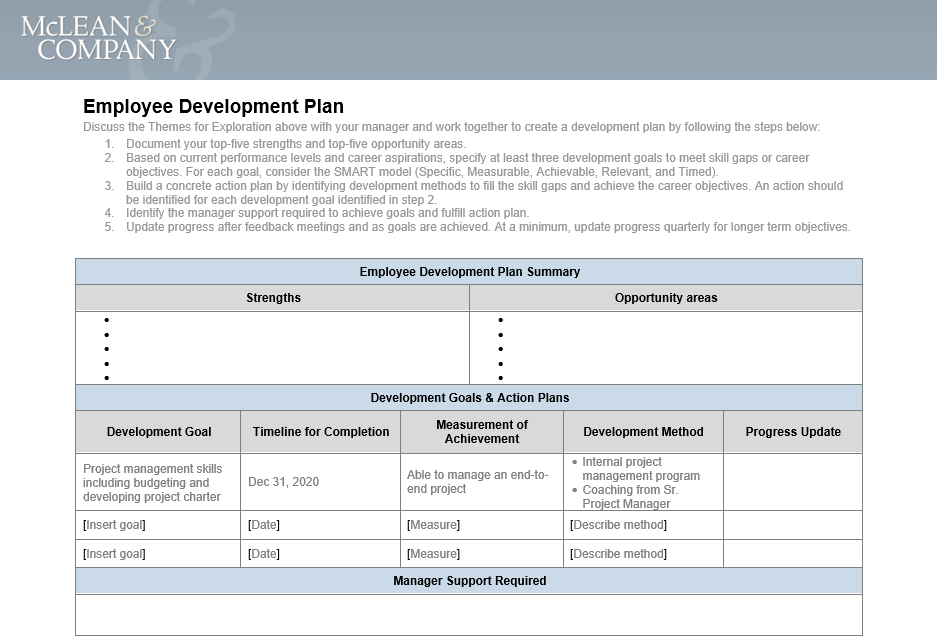 McLEAN &
COMPANY
Employee Development Plan
Discuss the Themes for Exploration above with your manager and work together to create a development plan by following the steps below:
1. Document your top-five strengths and top-five opportunity areas.
2. Based on current performance levels and career aspirations, specify at least three development goals to meet skill gaps or career
objectives. For each goal, consider the SMART model (Specific, Measurable, Achievable, Relevant, and Timed).
3. Build a concrete action plan by identifying development methods to fill the skill gaps and achieve the career objectives. An action should
be identified for each development goal identified in step 2.
4. Identify the manager support required to achieve goals and fulfill action plan.
5. Update progress after feedback meetings and as goals are achieved. At a minimum, update progress quarterly for longer term objectives.
Employee Development Plan Summary
Strengths
Opportunity areas
Development Goals & Action Plans
Development Goal
Timeline for Completion
Measurement of
Achievement
Development Method
Progress Update
Project management skills
including budgeting and
developing project charter
Dec 31, 2020
Able to manage an end-to-
end project
• Internal project
management program
• Coaching from Sr.
Project Manager
[Insert goal]
[Date]
[Measure]
[Describe method]
[Insert goal]
[Date]
[Measure]
[Describe method]
Manager Support Required